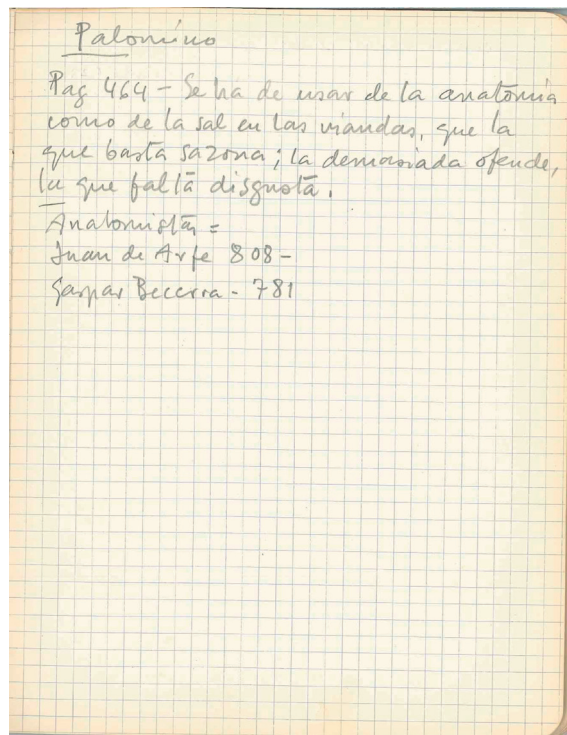 Palomino
Pag 464 - Se ha de usar de la anatomia
como de la sal en las viandas, que la
que basta sazona; la demasiada ofende,
la que falta disgusta.
Anatomista =
Juan de Arfe 808 -
Gaspar Becerra - 781